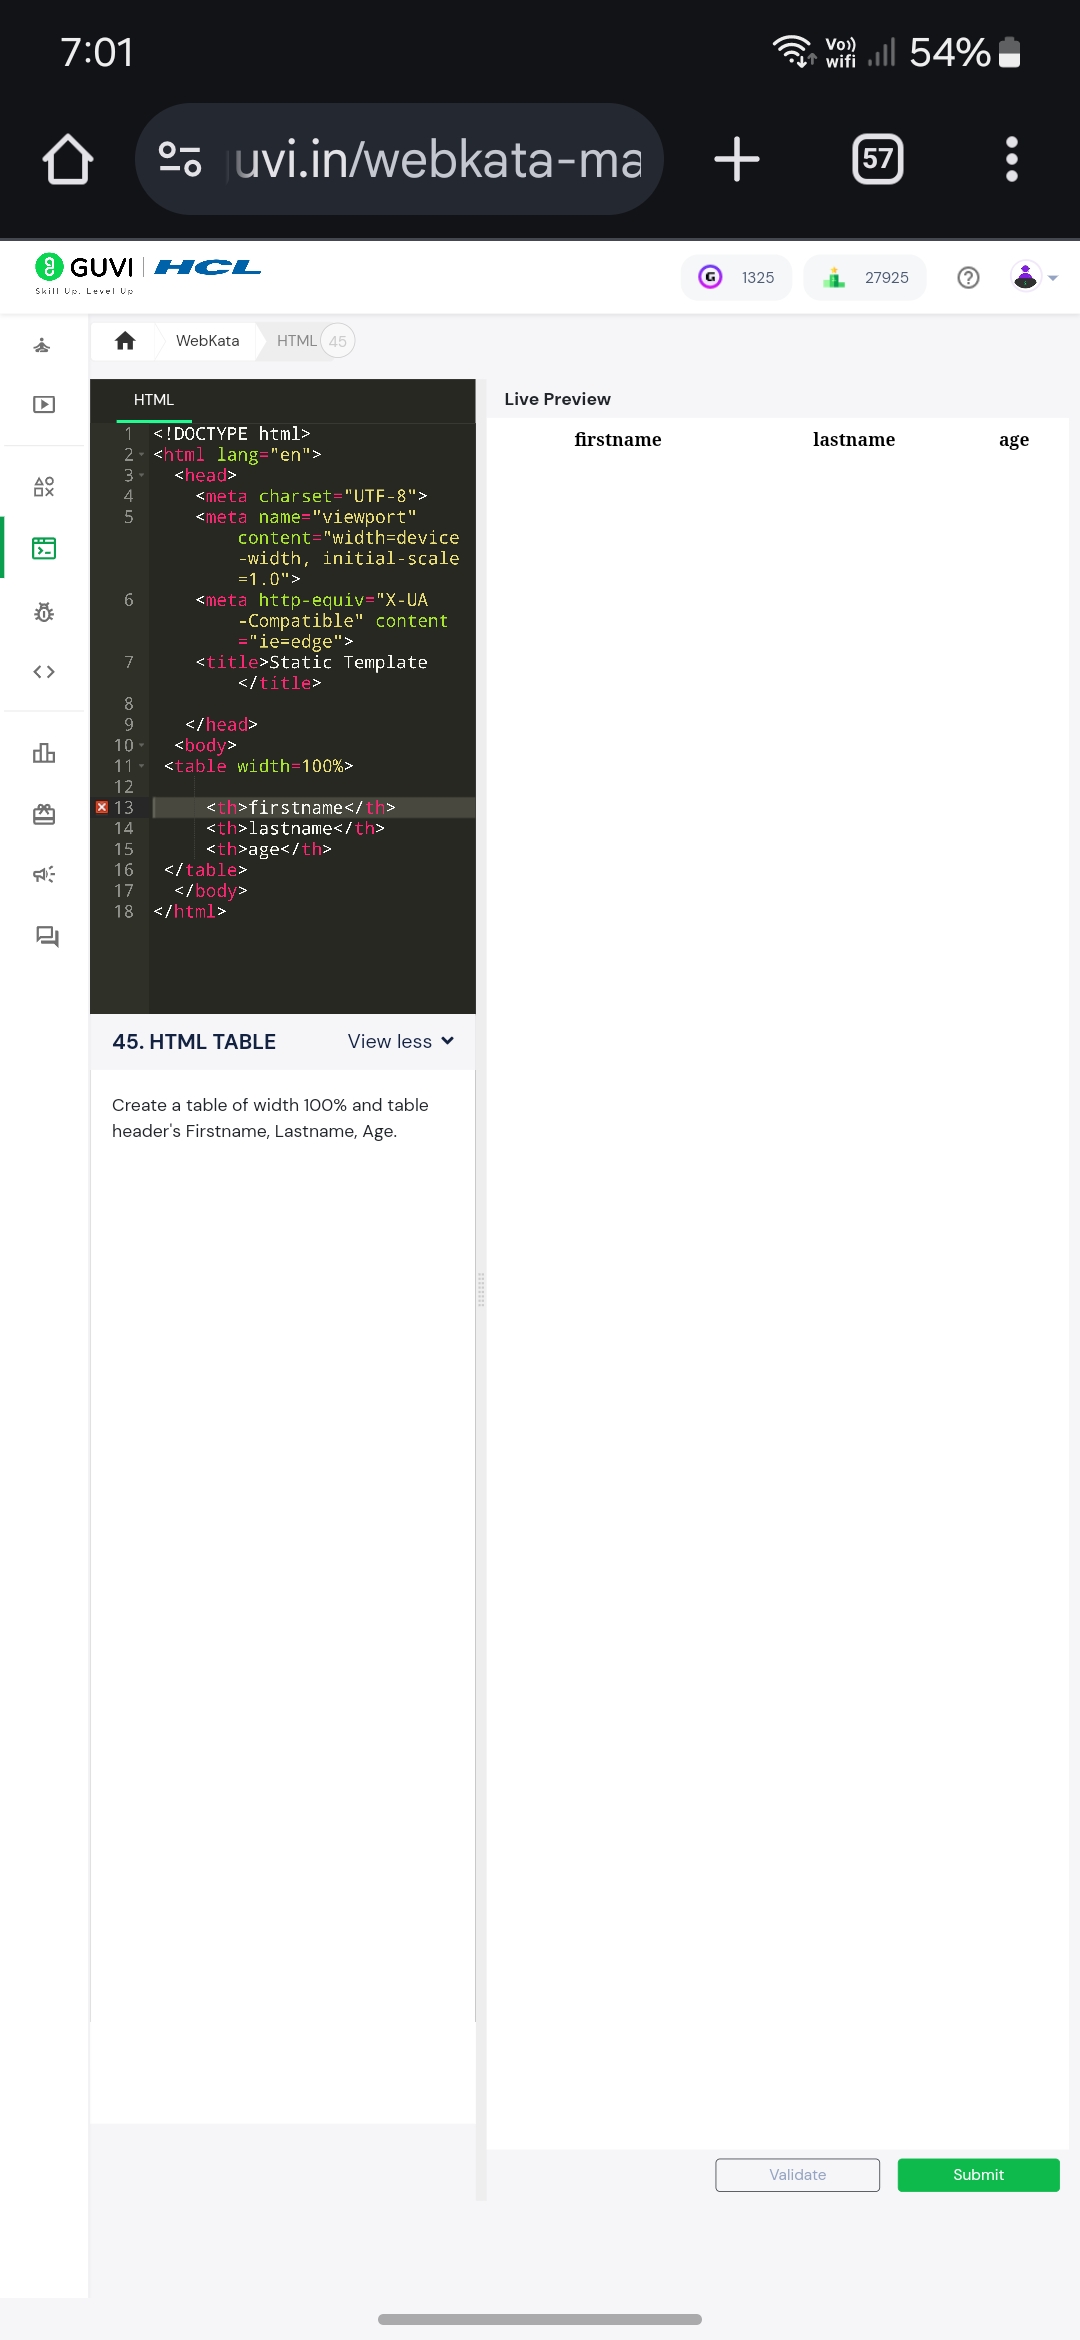 7:01
Vo))
wifi
54%
uvi.in/webkata-ma
57
GUVI | HCL
Skill Up. Level Up
1325
27925
WebKata
HTML
45
HTML
1 <!DOCTYPE html>
2 <html lang="en">
3 <head>
4 <meta charset="UTF-8">
5 <meta name="viewport"
content="width=device
-width, initial-scale
=1.0">
6 <meta http-equiv="X-UA
-Compatible" content
="ie=edge">
7 <title>Static Template
</title>
8
9 </head>
10 <body>
11 <table width=100%>
12
13 <th>firstname</th>
14 <th>lastname</th>
15 <th>age</th>
16 </table>
17 </body>
18 </html>
45. HTML TABLE
View less
Create a table of width 100% and table
header's Firstname, Lastname, Age.
Live Preview
firstname lastname age
Validate
Submit